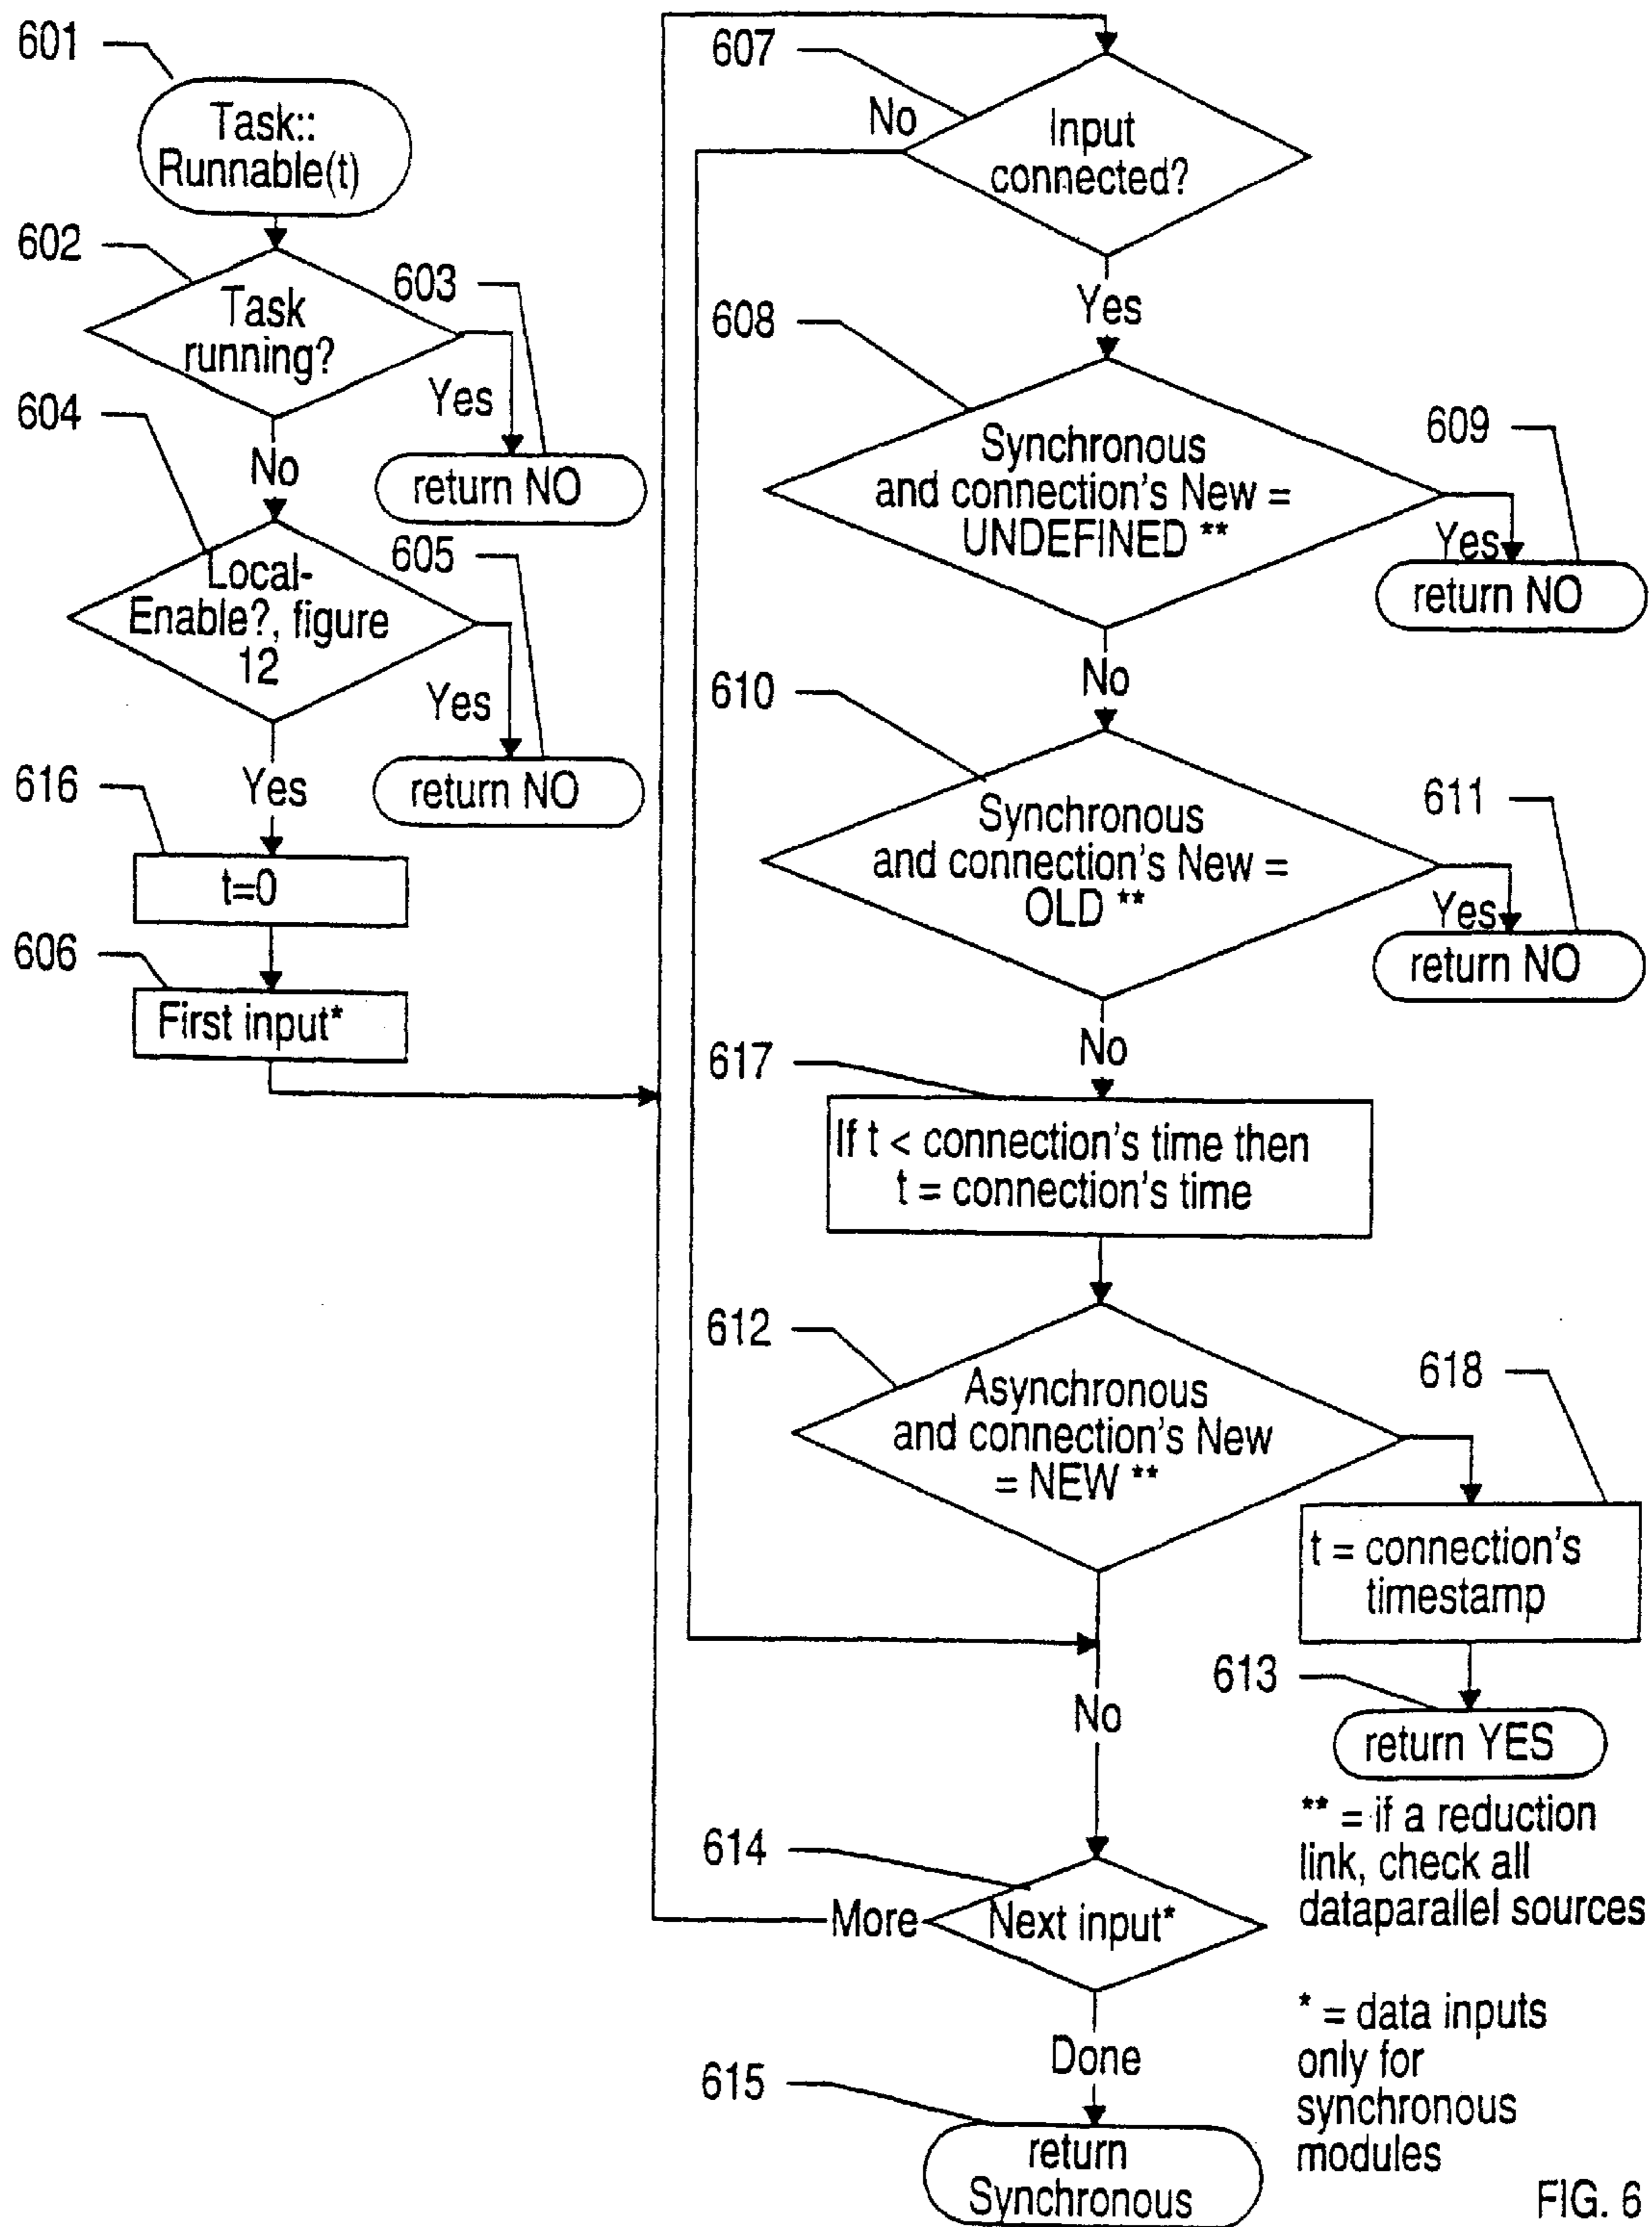 601
Task::
Runnable(t)
602
Task
running?
603
Yes
return NO
No
604
Local-
Enable?, figure
12
605
Yes
return NO
Yes
616
t=0
606
First input*
607
No
Input
connected?
Yes
608
Synchronous
and connection's New =
UNDEFINED **
609
Yes
return NO
No
610
Synchronous
and connection's New =
OLD **
611
Yes
return NO
No
617
If t < connection's time then
t = connection's time
612
Asynchronous
and connection's New
= NEW **
618
t = connection's
timestamp
613
return YES
No
614
More
Next input*
Done
615
return
Synchronous
** = if a reduction
link, check all
dataparallel sources
* = data inputs
only for
synchronous
modules
FIG. 6